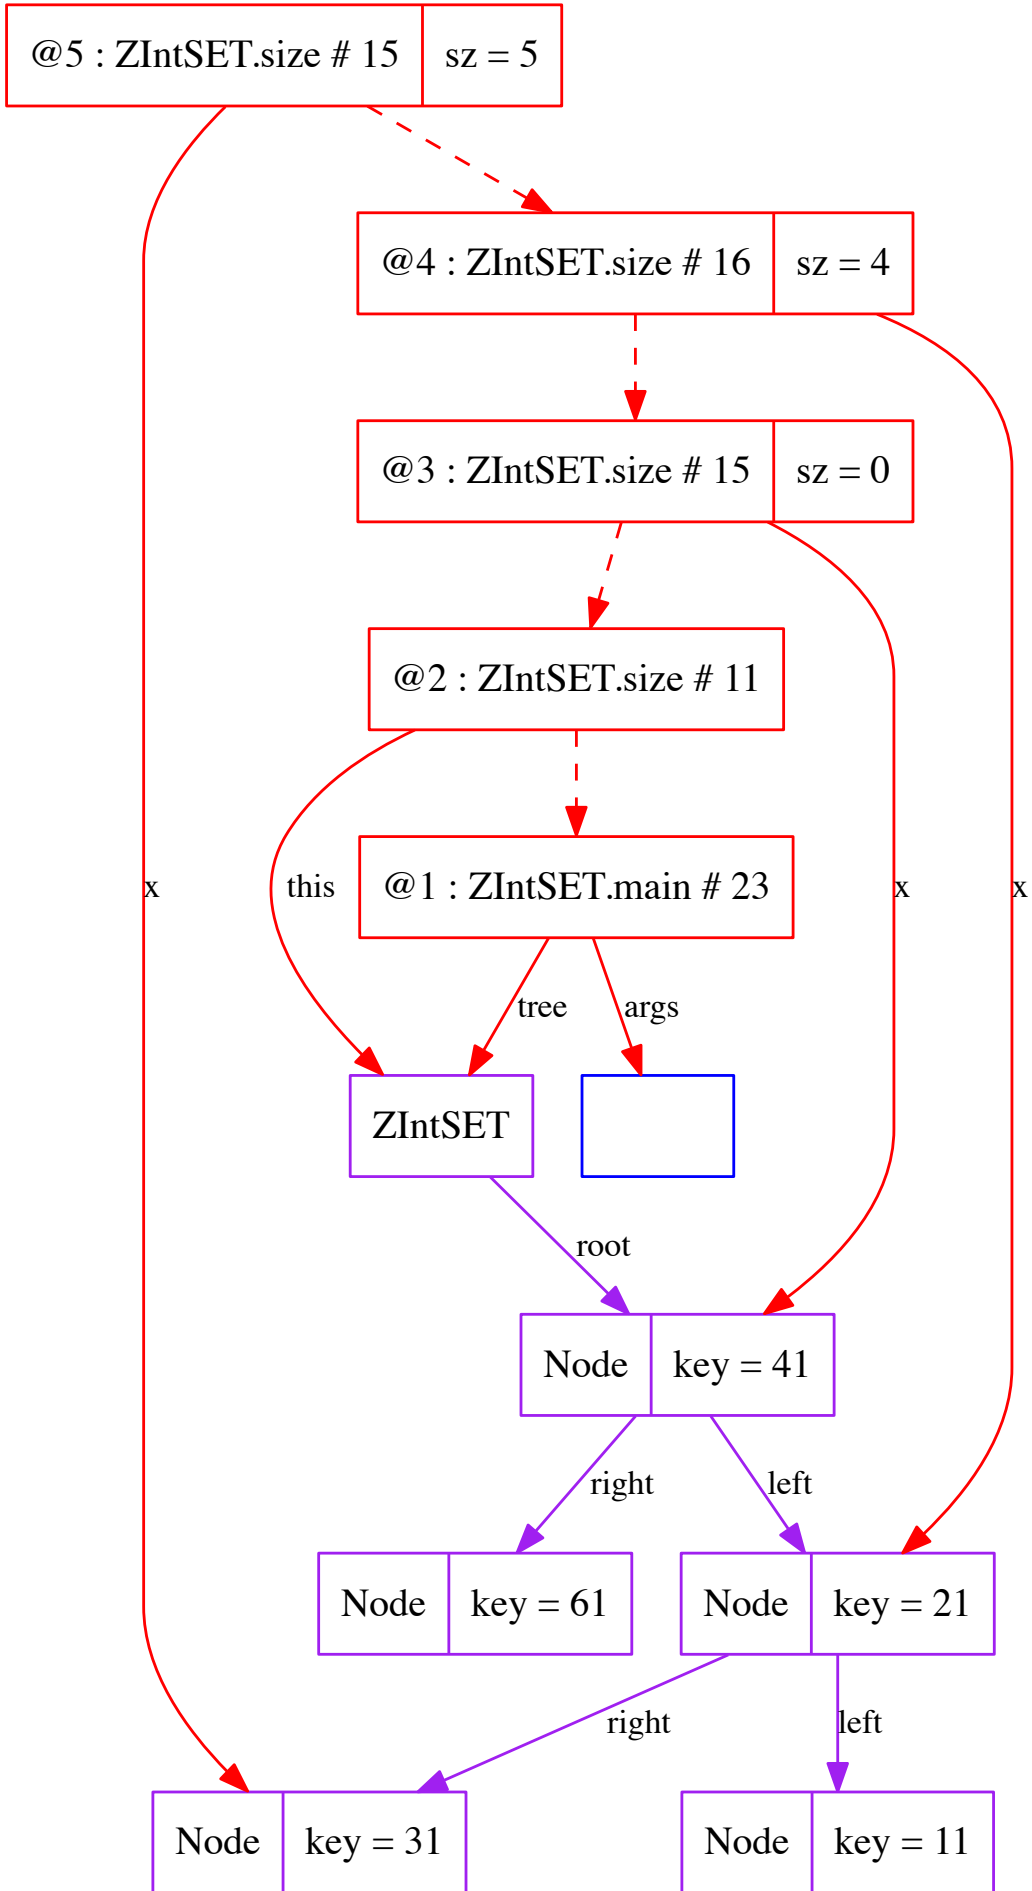 @5 : ZIntSET.size # 15 sz = 5
@4 : ZIntSET.size # 16 sz = 4
@3 : ZIntSET.size # 15 sz = 0
@2 : ZIntSET.size # 11
x this @1 : ZIntSET.main # 23 x x
tree args
ZIntSET
root
Node key = 41
right left
Node key = 61 Node key = 21
right left
Node key = 31 Node key = 11